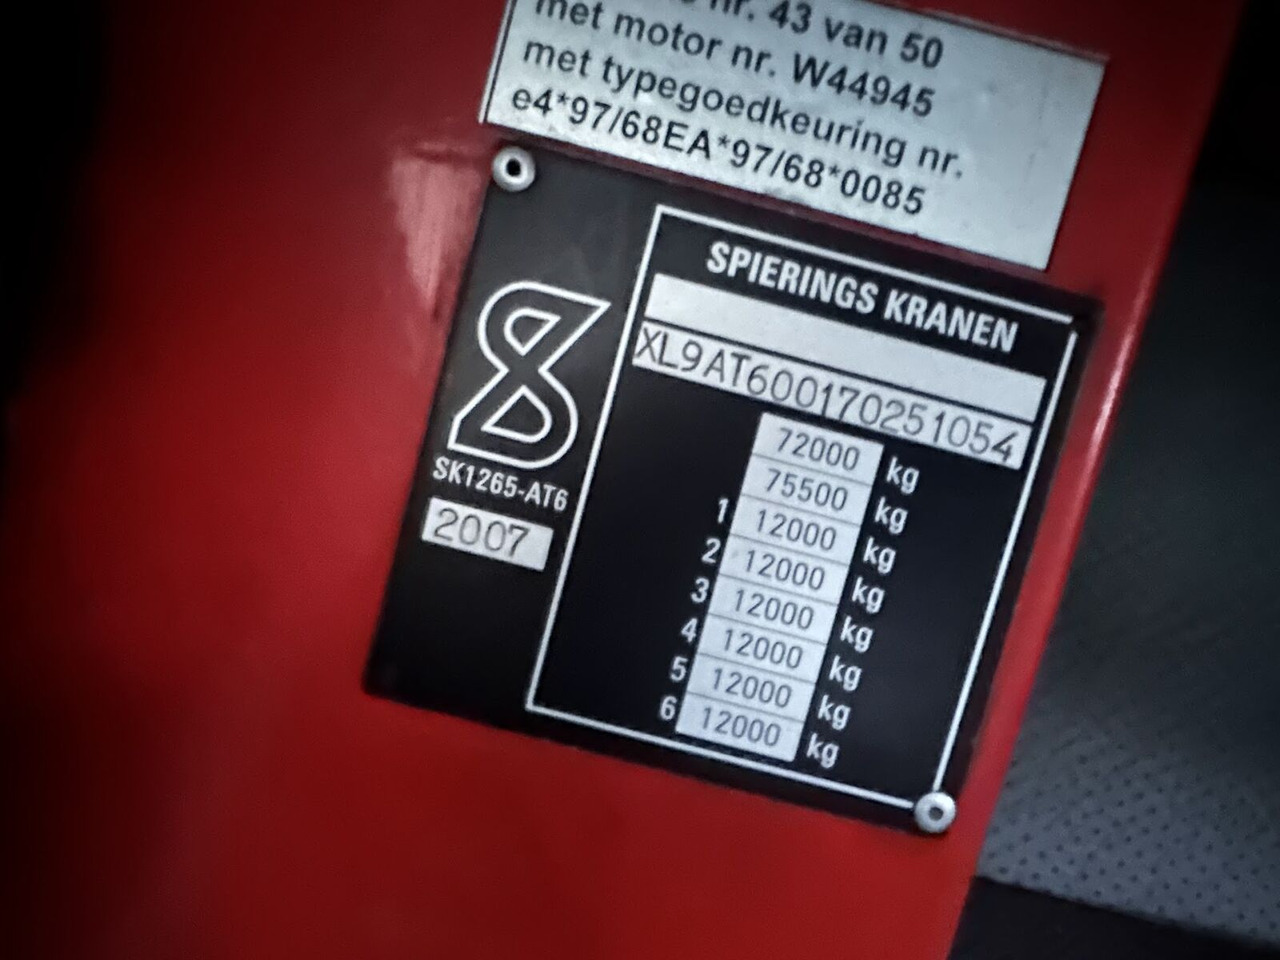 nr. 43 van 50
met motor nr. W44945
met typegoedkeuring nr.
e4*97/68EA*97/68*0085
SPIERINGS KRANEN
XL9AT600170251054
72000 kg
75500 kg
1 12000 kg
2 12000 kg
3 12000 kg
4 12000 kg
5 12000 kg
6 12000 kg
SK1265-AT6
2007